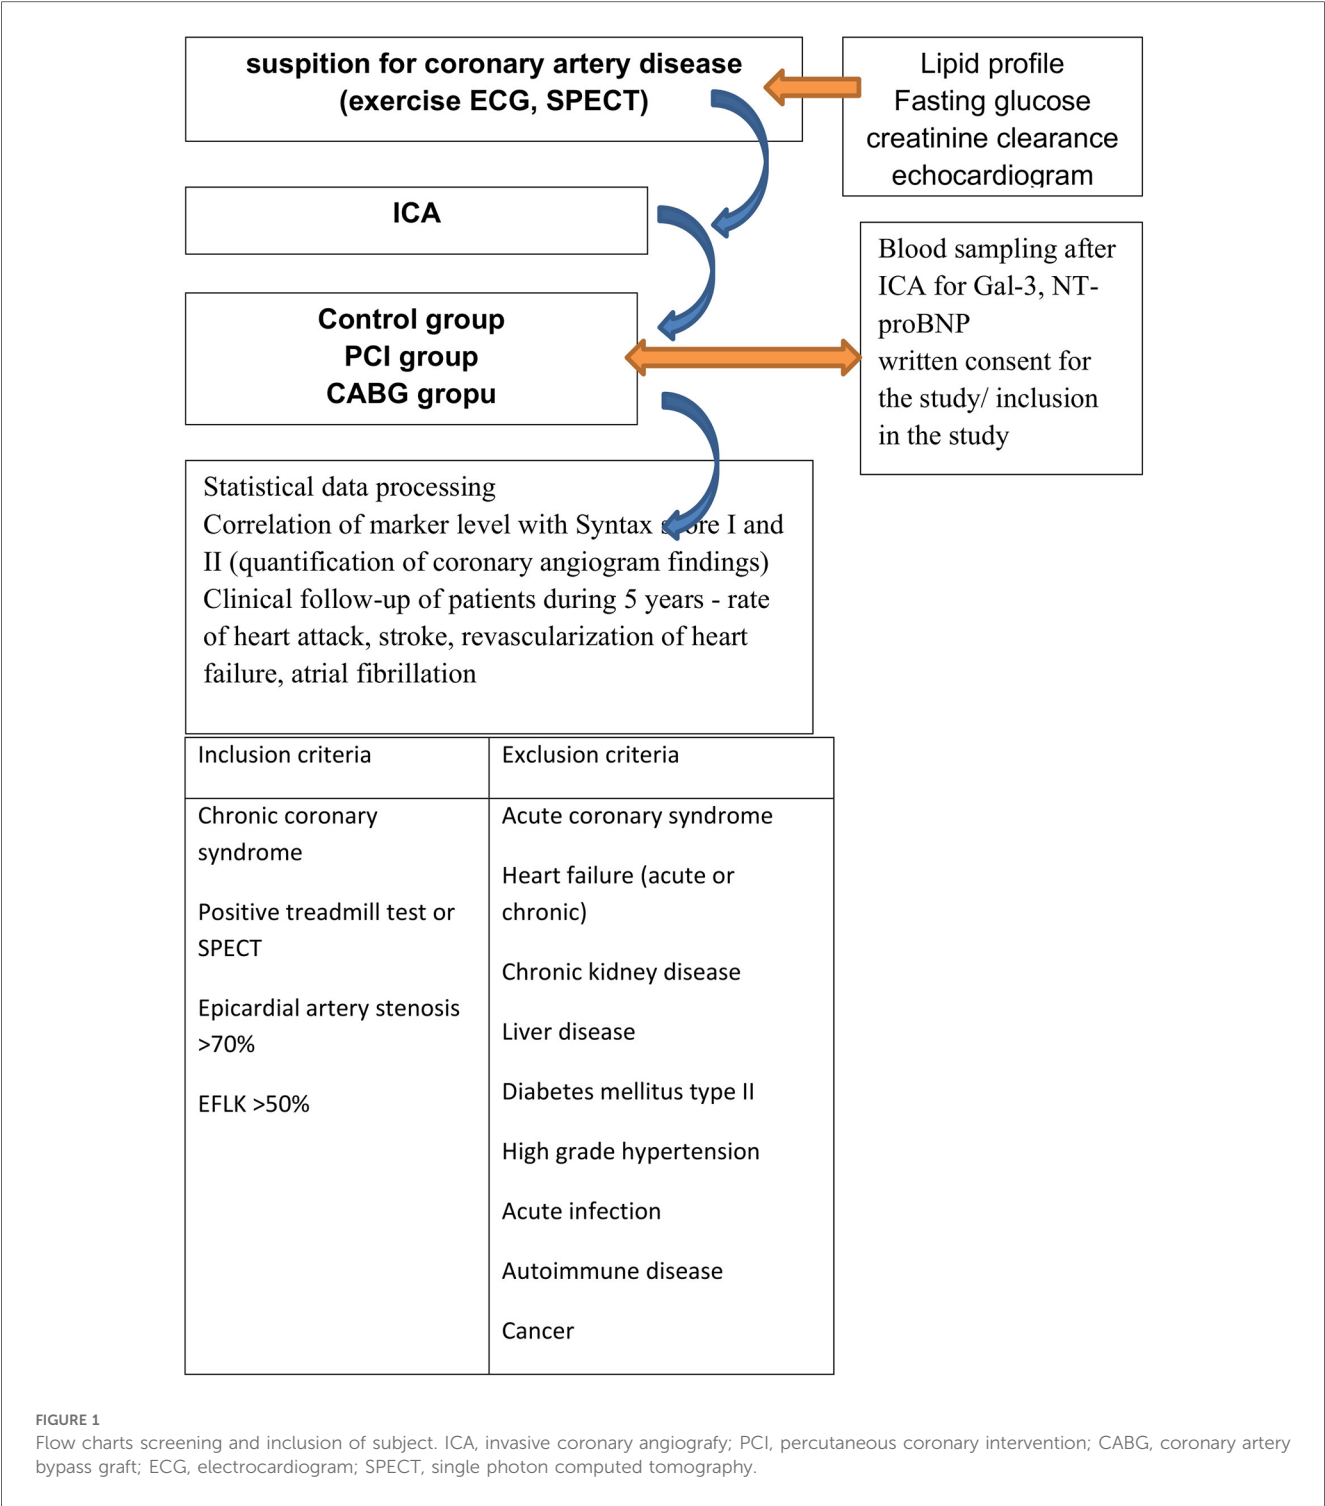 suspition for coronary artery disease
(exercise ECG, SPECT)
Lipid profile
Fasting glucose
creatinine clearance
echocardiogram
ICA
Control group
PCI group
CABG gropu
Blood sampling after
ICA for Gal-3, NT-
proBNP
written consent for
the study/ inclusion
in the study
Statistical data processing
Correlation of marker level with Syntax score I and
II (quantification of coronary angiogram findings)
Clinical follow-up of patients during 5 years - rate
of heart attack, stroke, revascularization of heart
failure, atrial fibrillation
Inclusion criteria
Exclusion criteria
Chronic coronary
syndrome
Positive treadmill test or
SPECT
Epicardial artery stenosis
>70%
EFLK >50%
Acute coronary syndrome
Heart failure (acute or
chronic)
Chronic kidney disease
Liver disease
Diabetes mellitus type II
High grade hypertension
Acute infection
Autoimmune disease
Cancer
FIGURE 1
Flow charts screening and inclusion of subject. ICA, invasive coronary angiografy; PCI, percutaneous coronary intervention; CABG, coronary artery
bypass graft; ECG, electrocardiogram; SPECT, single photon computed tomography.